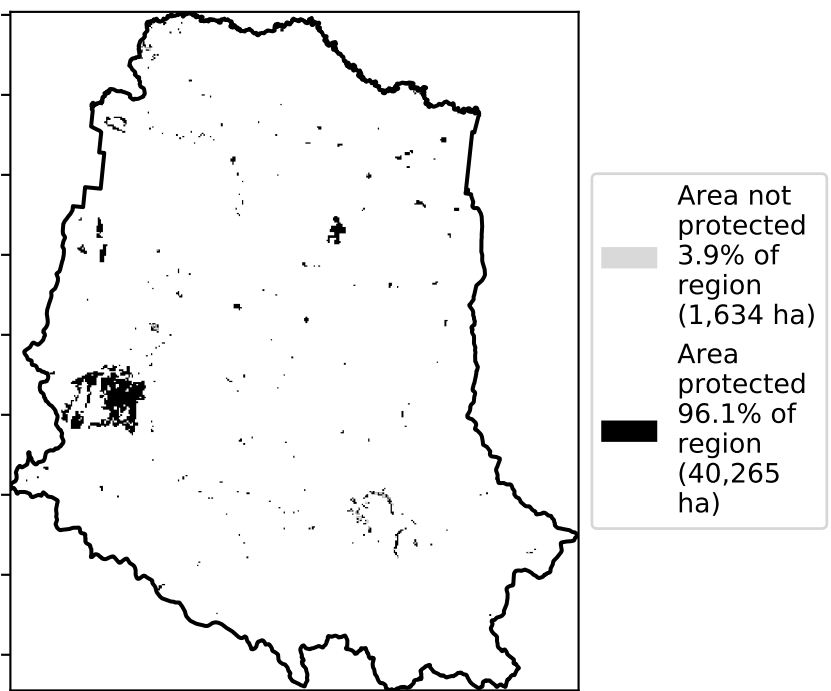 Area not
protected
3.9% of
region
(1,634 ha)
Area
protected
96.1% of
region
(40,265
ha)